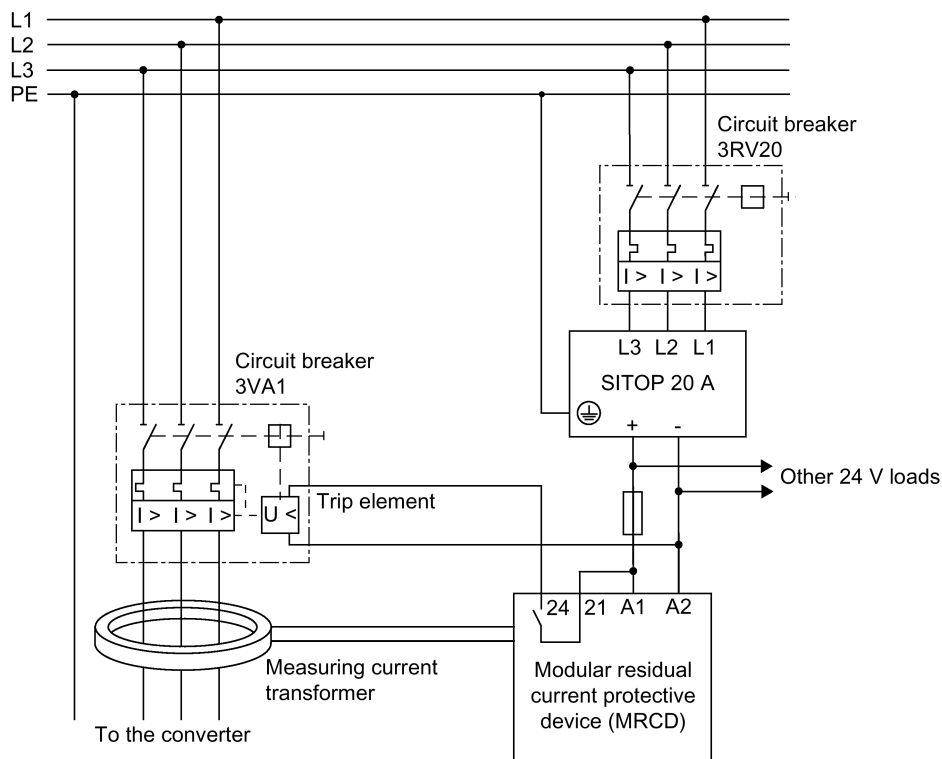 L1
L2
L3
PE
Circuit breaker
3RV20
I > I > I >
L3 L2 L1
SITOP 20 A
+ -
Other 24 V loads
Circuit breaker
3VA1
I > I > I >
U <
Trip element
24 21 A1 A2
Measuring current
transformer
Modular residual
current protective
device (MRCD)
To the converter